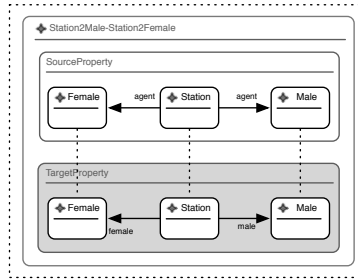 Station2Male-Station2Female
SourceProperty
Female
agent
Station
agent
Male
TargetProperty
Female
female
Station
male
Male